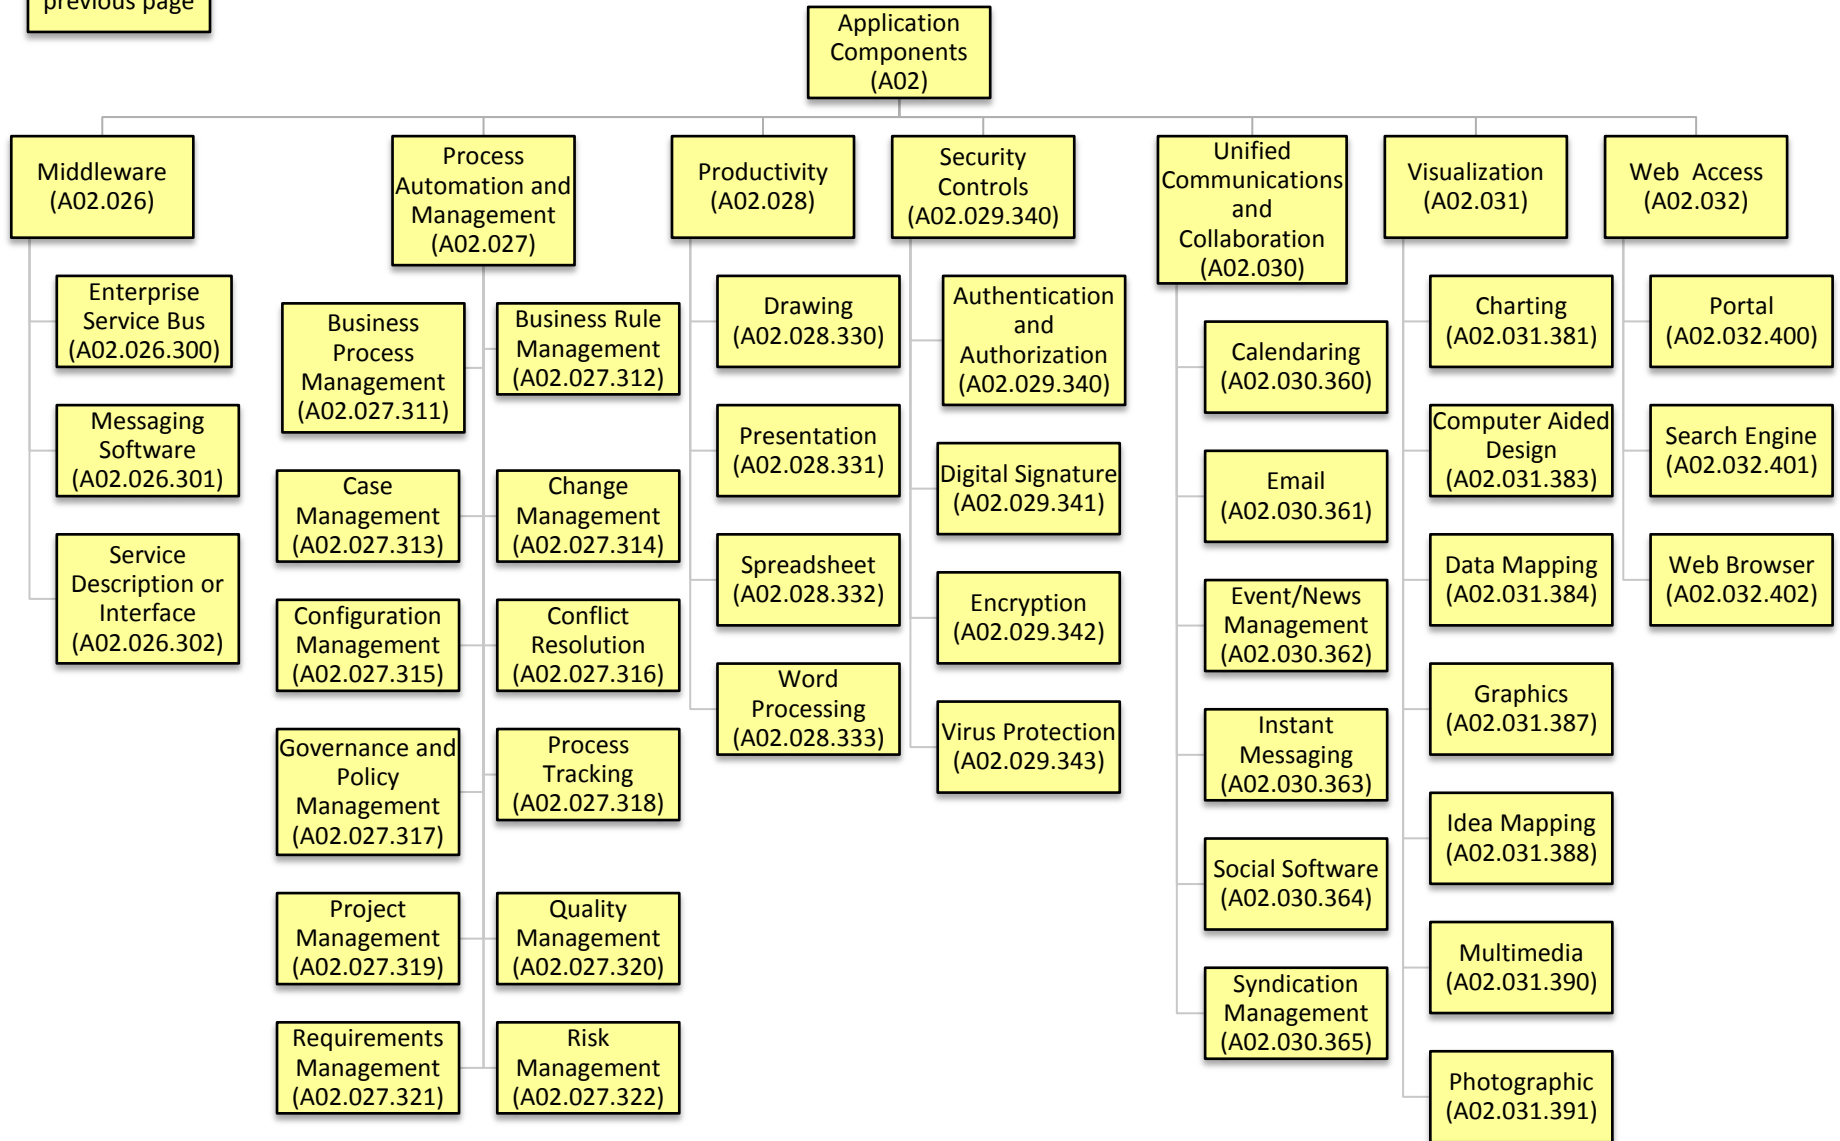 previous page
Application
Components
(A02)
Middleware
(A02.026)
Enterprise
Service Bus
(A02.026.300)
Messaging
Software
(A02.026.301)
Service
Description or
Interface
(A02.026.302)
Process
Automation and
Management
(A02.027)
Business
Process
Management
(A02.027.311)
Business Rule
Management
(A02.027.312)
Case
Management
(A02.027.313)
Change
Management
(A02.027.314)
Configuration
Management
(A02.027.315)
Conflict
Resolution
(A02.027.316)
Governance and
Policy
Management
(A02.027.317)
Process
Tracking
(A02.027.318)
Project
Management
(A02.027.319)
Quality
Management
(A02.027.320)
Requirements
Management
(A02.027.321)
Risk
Management
(A02.027.322)
Productivity
(A02.028)
Drawing
(A02.028.330)
Presentation
(A02.028.331)
Spreadsheet
(A02.028.332)
Word
Processing
(A02.028.333)
Security
Controls
(A02.029.340)
Authentication
and
Authorization
(A02.029.340)
Digital Signature
(A02.029.341)
Encryption
(A02.029.342)
Virus Protection
(A02.029.343)
Unified
Communications
and
Collaboration
(A02.030)
Calendaring
(A02.030.360)
Email
(A02.030.361)
Event/News
Management
(A02.030.362)
Instant
Messaging
(A02.030.363)
Social Software
(A02.030.364)
Syndication
Management
(A02.030.365)
Visualization
(A02.031)
Charting
(A02.031.381)
Computer Aided
Design
(A02.031.383)
Data Mapping
(A02.031.384)
Graphics
(A02.031.387)
Idea Mapping
(A02.031.388)
Multimedia
(A02.031.390)
Photographic
(A02.031.391)
Web  Access
(A02.032)
Portal
(A02.032.400)
Search Engine
(A02.032.401)
Web Browser
(A02.032.402)